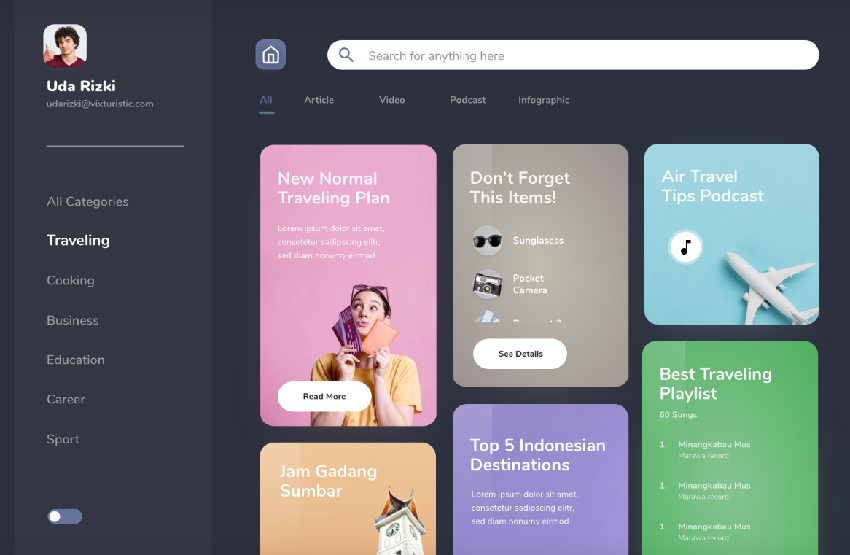 Uda Rizki
udarizki@vixturistic.com
All Categories
Traveling
Cooking
Business
Education
Career
Sport
Search for anything here
All
Article
Video
Podcast
Infographic
New Normal
Traveling Plan
Lorem ipsum dolor sit amet,
consetetur sadipscing elitr,
sed diam nonumy eirmod
Read More
Jam Gadang
Sumbar
Don't Forget
This Items!
Sunglasses
Pocket
Camera
See Details
Top 5 Indonesian
Destinations
Lorem ipsum dolor sit amet,
consetetur sadipscing elitr,
sed diam nonumy eirmod
Air Travel
Tips Podcast
Best Traveling
Playlist
60 Songs
1. Minangkabau Mus
Marawa record
1. Minangkabau Mus
Marawa record
1. Minangkabau Mus
Marawa record